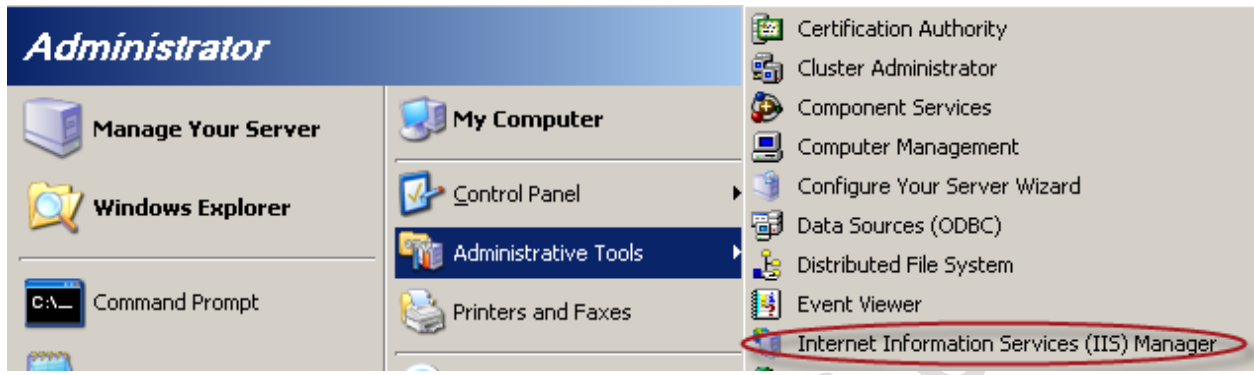 Administrator
Manage Your Server
Windows Explorer
C:\_
Command Prompt
My Computer
Control Panel
Administrative Tools
Printers and Faxes
Certification Authority
Cluster Administrator
Component Services
Computer Management
Configure Your Server Wizard
Data Sources (ODBC)
Distributed File System
Event Viewer
Internet Information Services (IIS) Manager